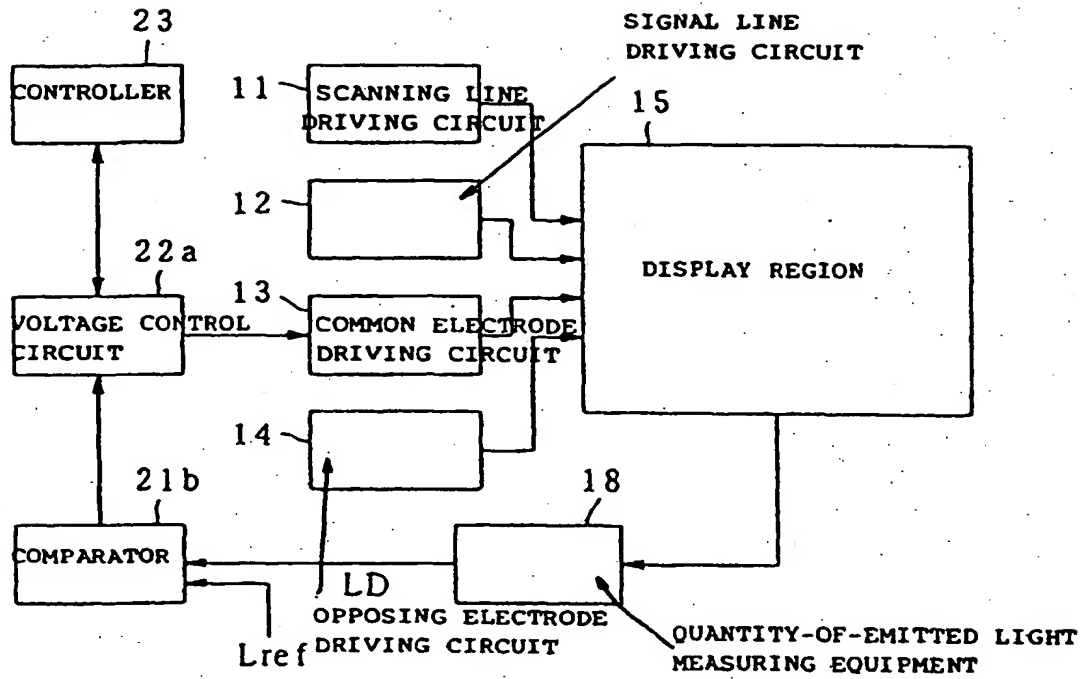 23
CONTROLLER
11
SCANNING LINE
DRIVING CIRCUIT
SIGNAL LINE
DRIVING CIRCUIT
15
12
DISPLAY REGION
22a
VOLTAGE CONTROL
CIRCUIT
13
COMMON ELECTRODE
DRIVING CIRCUIT
14
21b
COMPARATOR
18
LD
Lref
OPPOSING ELECTRODE
DRIVING CIRCUIT
QUANTITY-OF-EMITTED LIGHT
MEASURING EQUIPMENT